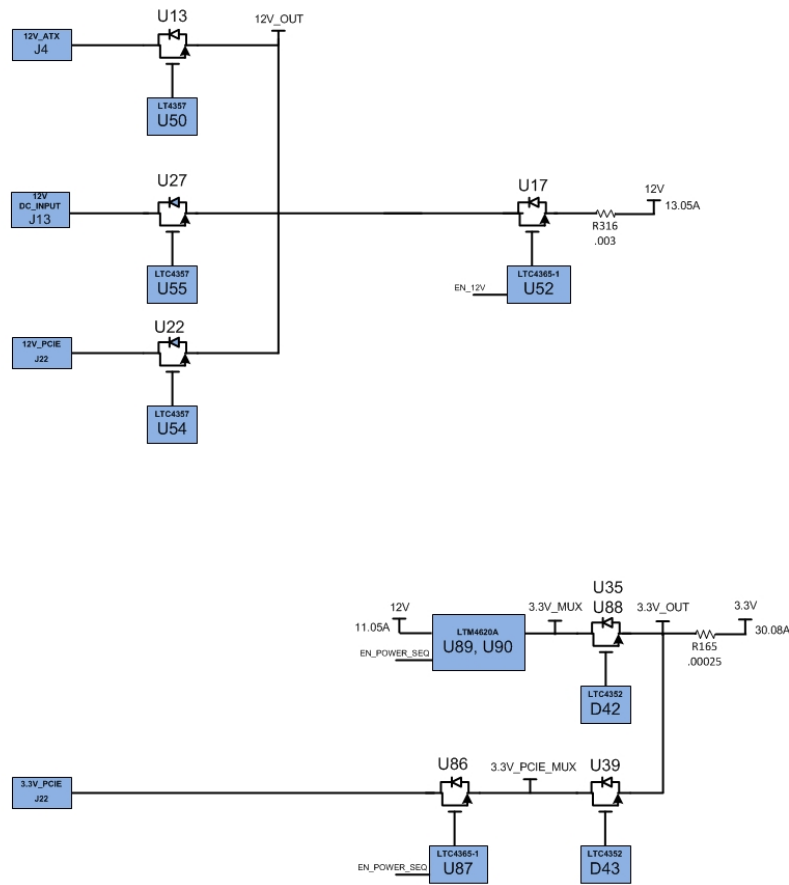 U13
12V_OUT
12V_ATX
J4
LT4357
U50
U27
U17
12V
DC_INPUT
J13
12V
13.05A
R316
.003
LTC4357
U55
LTC4365-1
U52
EN_12V
U22
12V_PCIE
J22
LTC4357
U54
U35
U88
12V
3.3V_MUX
3.3V_OUT
3.3V
11.05A
LTM4620A
U89, U90
30.08A
EN_POWER_SEQ
R165
.00025
LTC4352
D42
U86
3.3V_PCIE_MUX
U39
3.3V_PCIE
J22
LTC4365-1
U87
LTC4352
D43
EN_POWER_SEQ